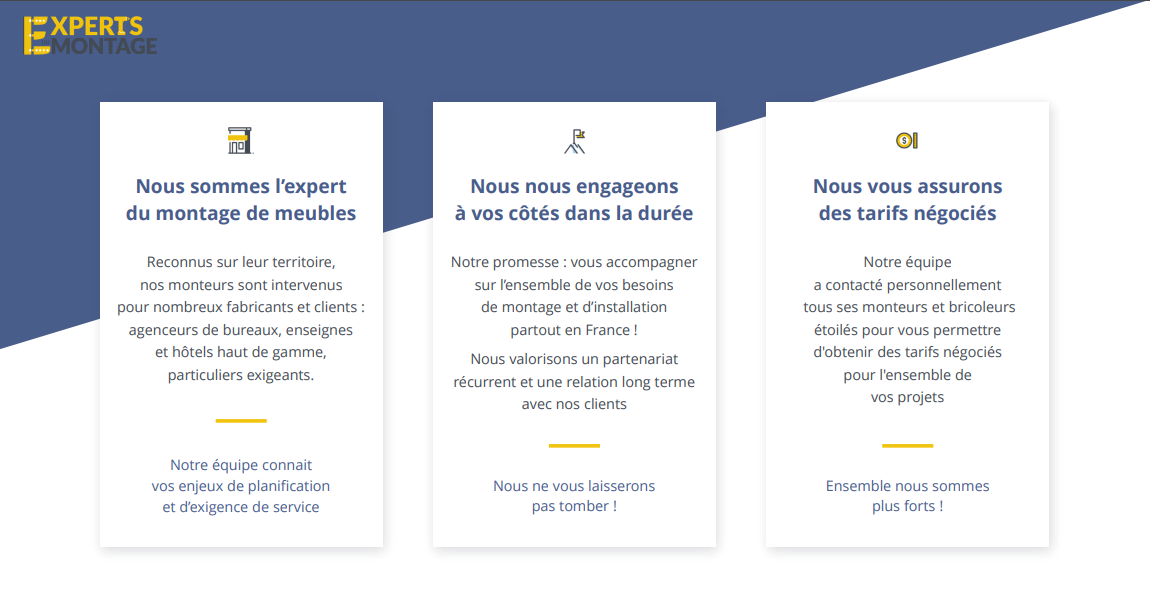 EXPERTS
MONTAGE
Nous sommes l’expert
du montage de meubles
Reconnus sur leur territoire,
nos monteurs sont intervenus
pour nombreux fabricants et clients :
agenceurs de bureaux, enseignes
et hôtels haut de gamme,
particuliers exigeants.
Notre équipe connait
vos enjeux de planification
et d’exigence de service
Nous nous engageons
à vos côtés dans la durée
Notre promesse : vous accompagner
sur l’ensemble de vos besoins
de montage et d’installation
partout en France !
Nous valorisons un partenariat
récurrent et une relation long terme
avec nos clients
Nous ne vous laisserons
pas tomber !
$
Nous vous assurons
des tarifs négociés
Notre équipe
a contacté personnellement
tous ses monteurs et bricoleurs
étoilés pour vous permettre
d'obtenir des tarifs négociés
pour l'ensemble de
vos projets
Ensemble nous sommes
plus forts !